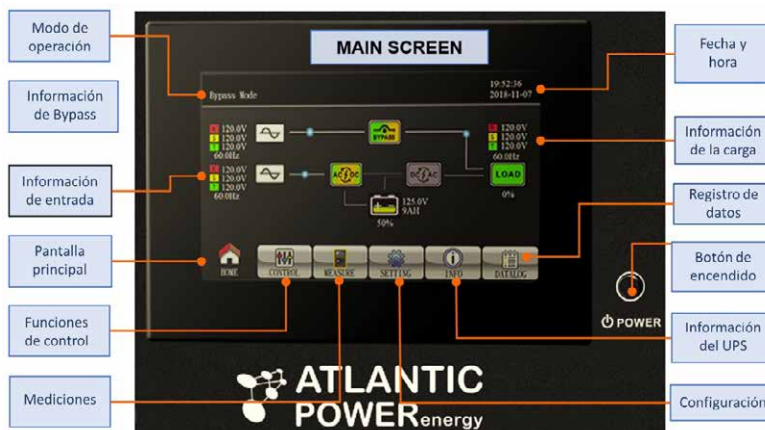 Modo de
operación
MAIN SCREEN
Fecha y
hora
Bypass Mode
19:52:36
2018-11-07
Información
de Bypass
R 120.0V
S 120.0V
T 120.0V
60.0Hz
BYPASS
R 120.0V
S 120.0V
T 120.0V
60.0Hz
Información
de la carga
Información
de entrada
R 120.0V
S 120.0V
T 120.0V
60.0Hz
AC DC
DC AC
LOAD
0%
125.0V
9AH
50%
Registro de
datos
Pantalla
principal
HOME
CONTROL
MEASURE
SETTING
INFO
DATALOG
Botón de
encendido
POWER
Funciones
de control
Información
del UPS
Mediciones
ATLANTIC
POWERenergy
Configuración